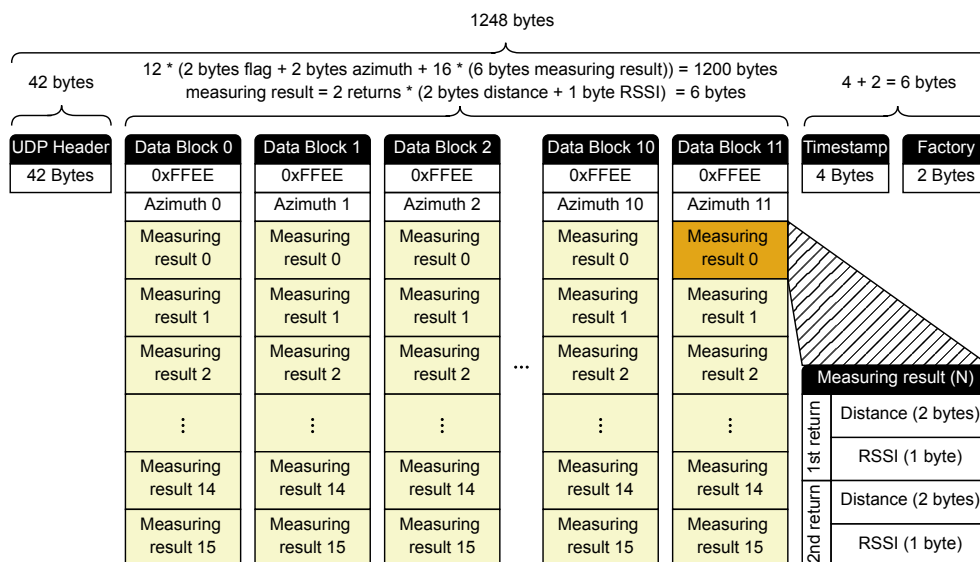 1248 bytes
42 bytes
12 * (2 bytes flag + 2 bytes azimuth + 16 * (6 bytes measuring result)) = 1200 bytes
measuring result = 2 returns * (2 bytes distance + 1 byte RSSI) = 6 bytes
4 + 2 = 6 bytes
UDP Header
42 Bytes
Data Block 0
0xFFEE
Azimuth 0
Measuring
result 0
Measuring
result 1
Measuring
result 2
⋮
Measuring
result 14
Measuring
result 15
Data Block 1
0xFFEE
Azimuth 1
Measuring
result 0
Measuring
result 1
Measuring
result 2
⋮
Measuring
result 14
Measuring
result 15
Data Block 2
0xFFEE
Azimuth 2
Measuring
result 0
Measuring
result 1
Measuring
result 2
⋮
Measuring
result 14
Measuring
result 15
...
Data Block 10
0xFFEE
Azimuth 10
Measuring
result 0
Measuring
result 1
Measuring
result 2
⋮
Measuring
result 14
Measuring
result 15
Data Block 11
0xFFEE
Azimuth 11
Measuring
result 0
Measuring
result 1
Measuring
result 2
⋮
Measuring
result 14
Measuring
result 15
Timestamp
4 Bytes
Factory
2 Bytes
Measuring result (N)
1st return
Distance (2 bytes)
RSSI (1 byte)
2nd return
Distance (2 bytes)
RSSI (1 byte)